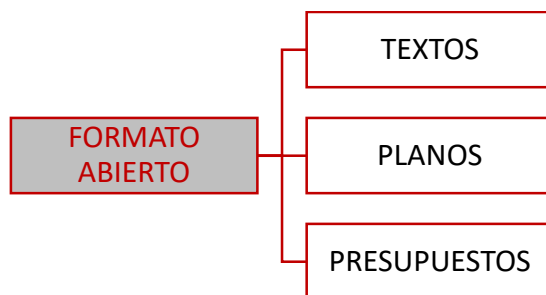 FORMATO
ABIERTO
TEXTOS
PLANOS
PRESUPUESTOS